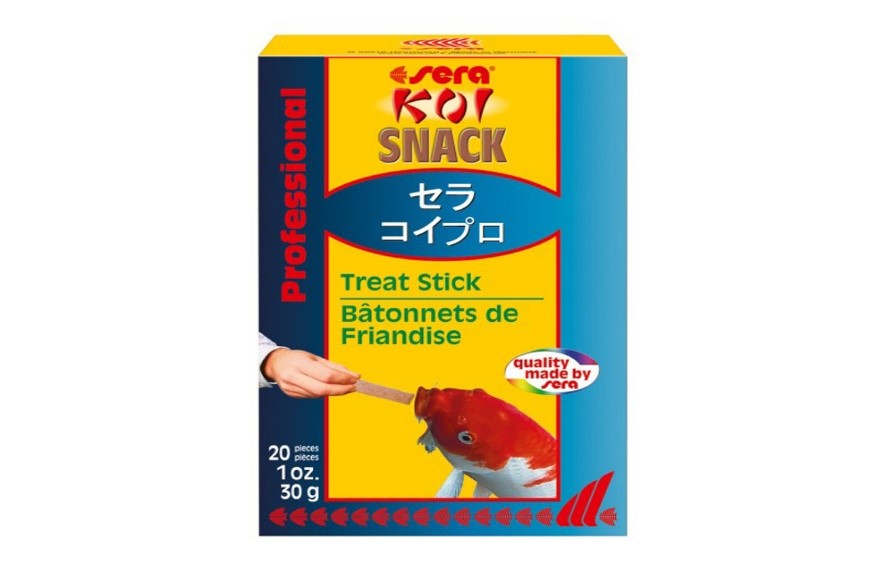 sera®
KOI
SNACK
セラ
コイプロ
Professional
Treat Stick
Bâtonnets de
Friandise
quality
made by
sera
20 pieces
pièces
1 oz.
30 g